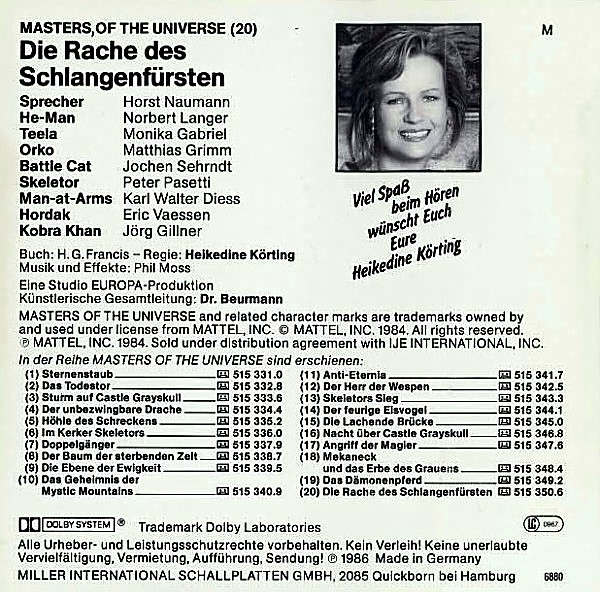 MASTERS, OF THE UNIVERSE (20)
M
Die Rache des
Schlangenfürsten
Sprecher Horst Naumann
He-Man Norbert Langer
Teela Monika Gabriel
Orko Matthias Grimm
Battle Cat Jochen Sehrndt
Skeletor Peter Pasetti
Man-at-Arms Karl Walter Diess
Hordak Eric Vaessen
Kobra Khan Jörg Gillner
Viel Spaß
beim Hören
wünscht Euch
Eure
Heikedine Körting
Buch: H. G. Francis – Regie: Heikedine Körting
Musik und Effekte: Phil Moss
Eine Studio EUROPA-Produktion
Künstlerische Gesamtleitung: Dr. Beurmann
MASTERS OF THE UNIVERSE and related character marks are trademarks owned by
and used under license from MATTEL, INC. © MATTEL, INC. 1984. All rights reserved.
℗ MATTEL, INC. 1984. Sold under distribution agreement with IJE INTERNATIONAL, INC.
In der Reihe MASTERS OF THE UNIVERSE sind erschienen:
(1) Sternenstaub 515 331.0
(2) Das Todestor 515 332.8
(3) Sturm auf Castle Grayskull 515 333.6
(4) Der unbezwingbare Drache 515 334.4
(5) Höhle des Schreckens 515 335.2
(6) Im Kerker Skeletors 515 336.0
(7) Doppelgänger 515 337.9
(8) Der Baum der sterbenden Zeit 515 338.7
(9) Die Ebene der Ewigkeit 515 339.5
(10) Das Geheimnis der
Mystic Mountains 515 340.9
(11) Anti-Eternia 515 341.7
(12) Der Herr der Wespen 515 342.5
(13) Skeletors Sieg 515 343.3
(14) Der feurige Eisvogel 515 344.1
(15) Die Lachende Brücke 515 345.0
(16) Nacht über Castle Grayskull 515 346.8
(17) Angriff der Magier 515 347.6
(18) Mekaneck
und das Erbe des Grauens 515 348.4
(19) Das Dämonenpferd 515 349.2
(20) Die Rache des Schlangenfürsten 515 350.6
DOLBY SYSTEM ® Trademark Dolby Laboratories
LC 0967
Alle Urheber- und Leistungsschutzrechte vorbehalten. Kein Verleih! Keine unerlaubte
Vervielfältigung, Vermietung, Aufführung, Sendung! ℗ 1986 Made in Germany
MILLER INTERNATIONAL SCHALLPLATTEN GMBH, 2085 Quickborn bei Hamburg 6880